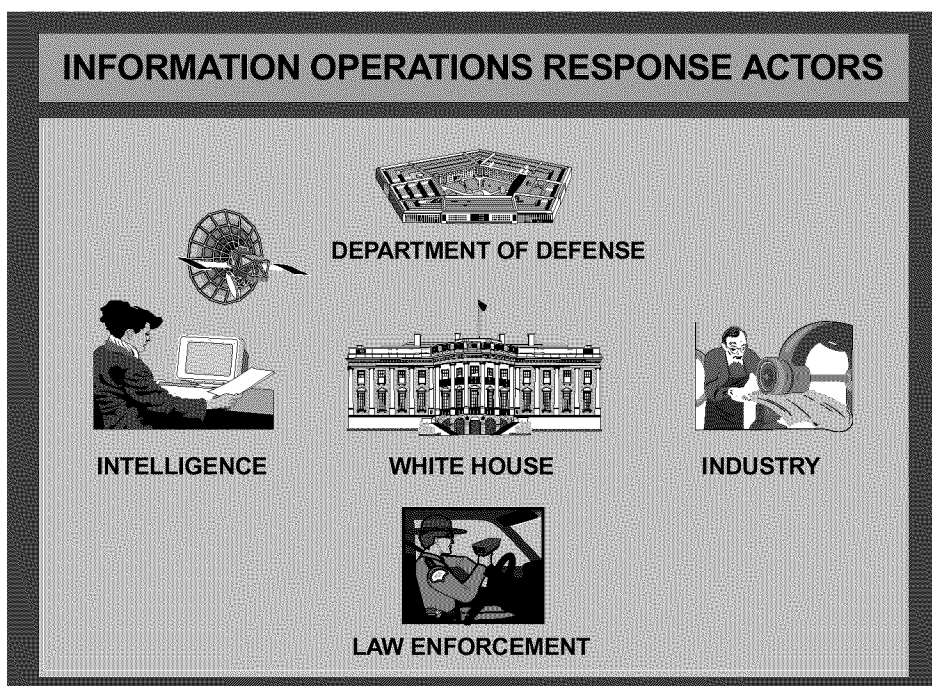 INFORMATION OPERATIONS RESPONSE ACTORS
DEPARTMENT OF DEFENSE
INTELLIGENCE
WHITE HOUSE
INDUSTRY
LAW ENFORCEMENT